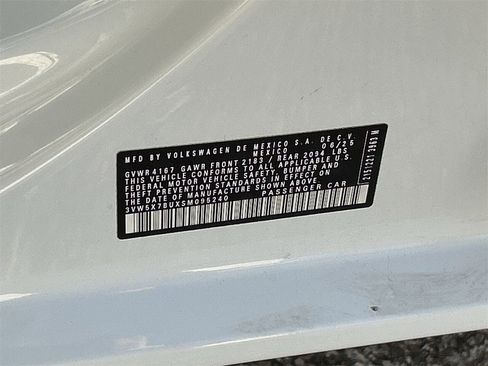 MFD BY VOLKSWAGEN DE MEXICO S.A. DE C.V.
MEXICO 06/25
GVWR 4167 GAWR FRONT 2183 / REAR 2094 LBS
THIS VEHICLE CONFORMS TO ALL APPLICABLE U.S.
FEDERAL MOTOR VEHICLE SAFETY, BUMPER AND
THEFT PREVENTION STANDARDS IN EFFECT ON
THE DATE OF MANUFACTURE SHOWN ABOVE.
3VW5X7BUXSM095240 PASSENGER CAR
2151221 3963 M